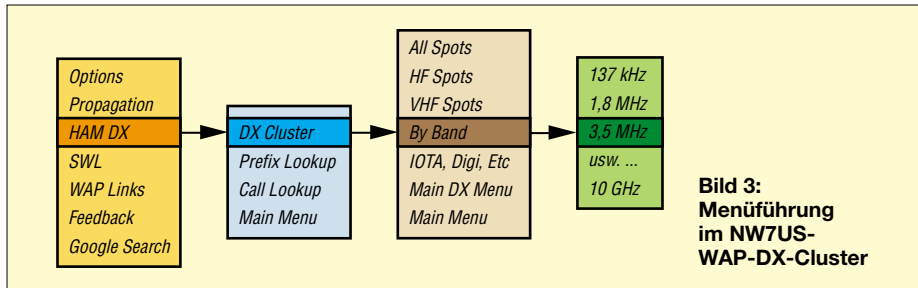 Options
Propagation
HAM DX
SWL
WAP Links
Feedback
Google Search
DX Cluster
Prefix Lookup
Call Lookup
Main Menu
All Spots
HF Spots
VHF Spots
By Band
IOTA, Digi, Etc
Main DX Menu
Main Menu
137 kHz
1,8 MHz
3,5 MHz
usw. ...
10 GHz
Bild 3:
Menüführung
im NW7US-
WAP-DX-Cluster